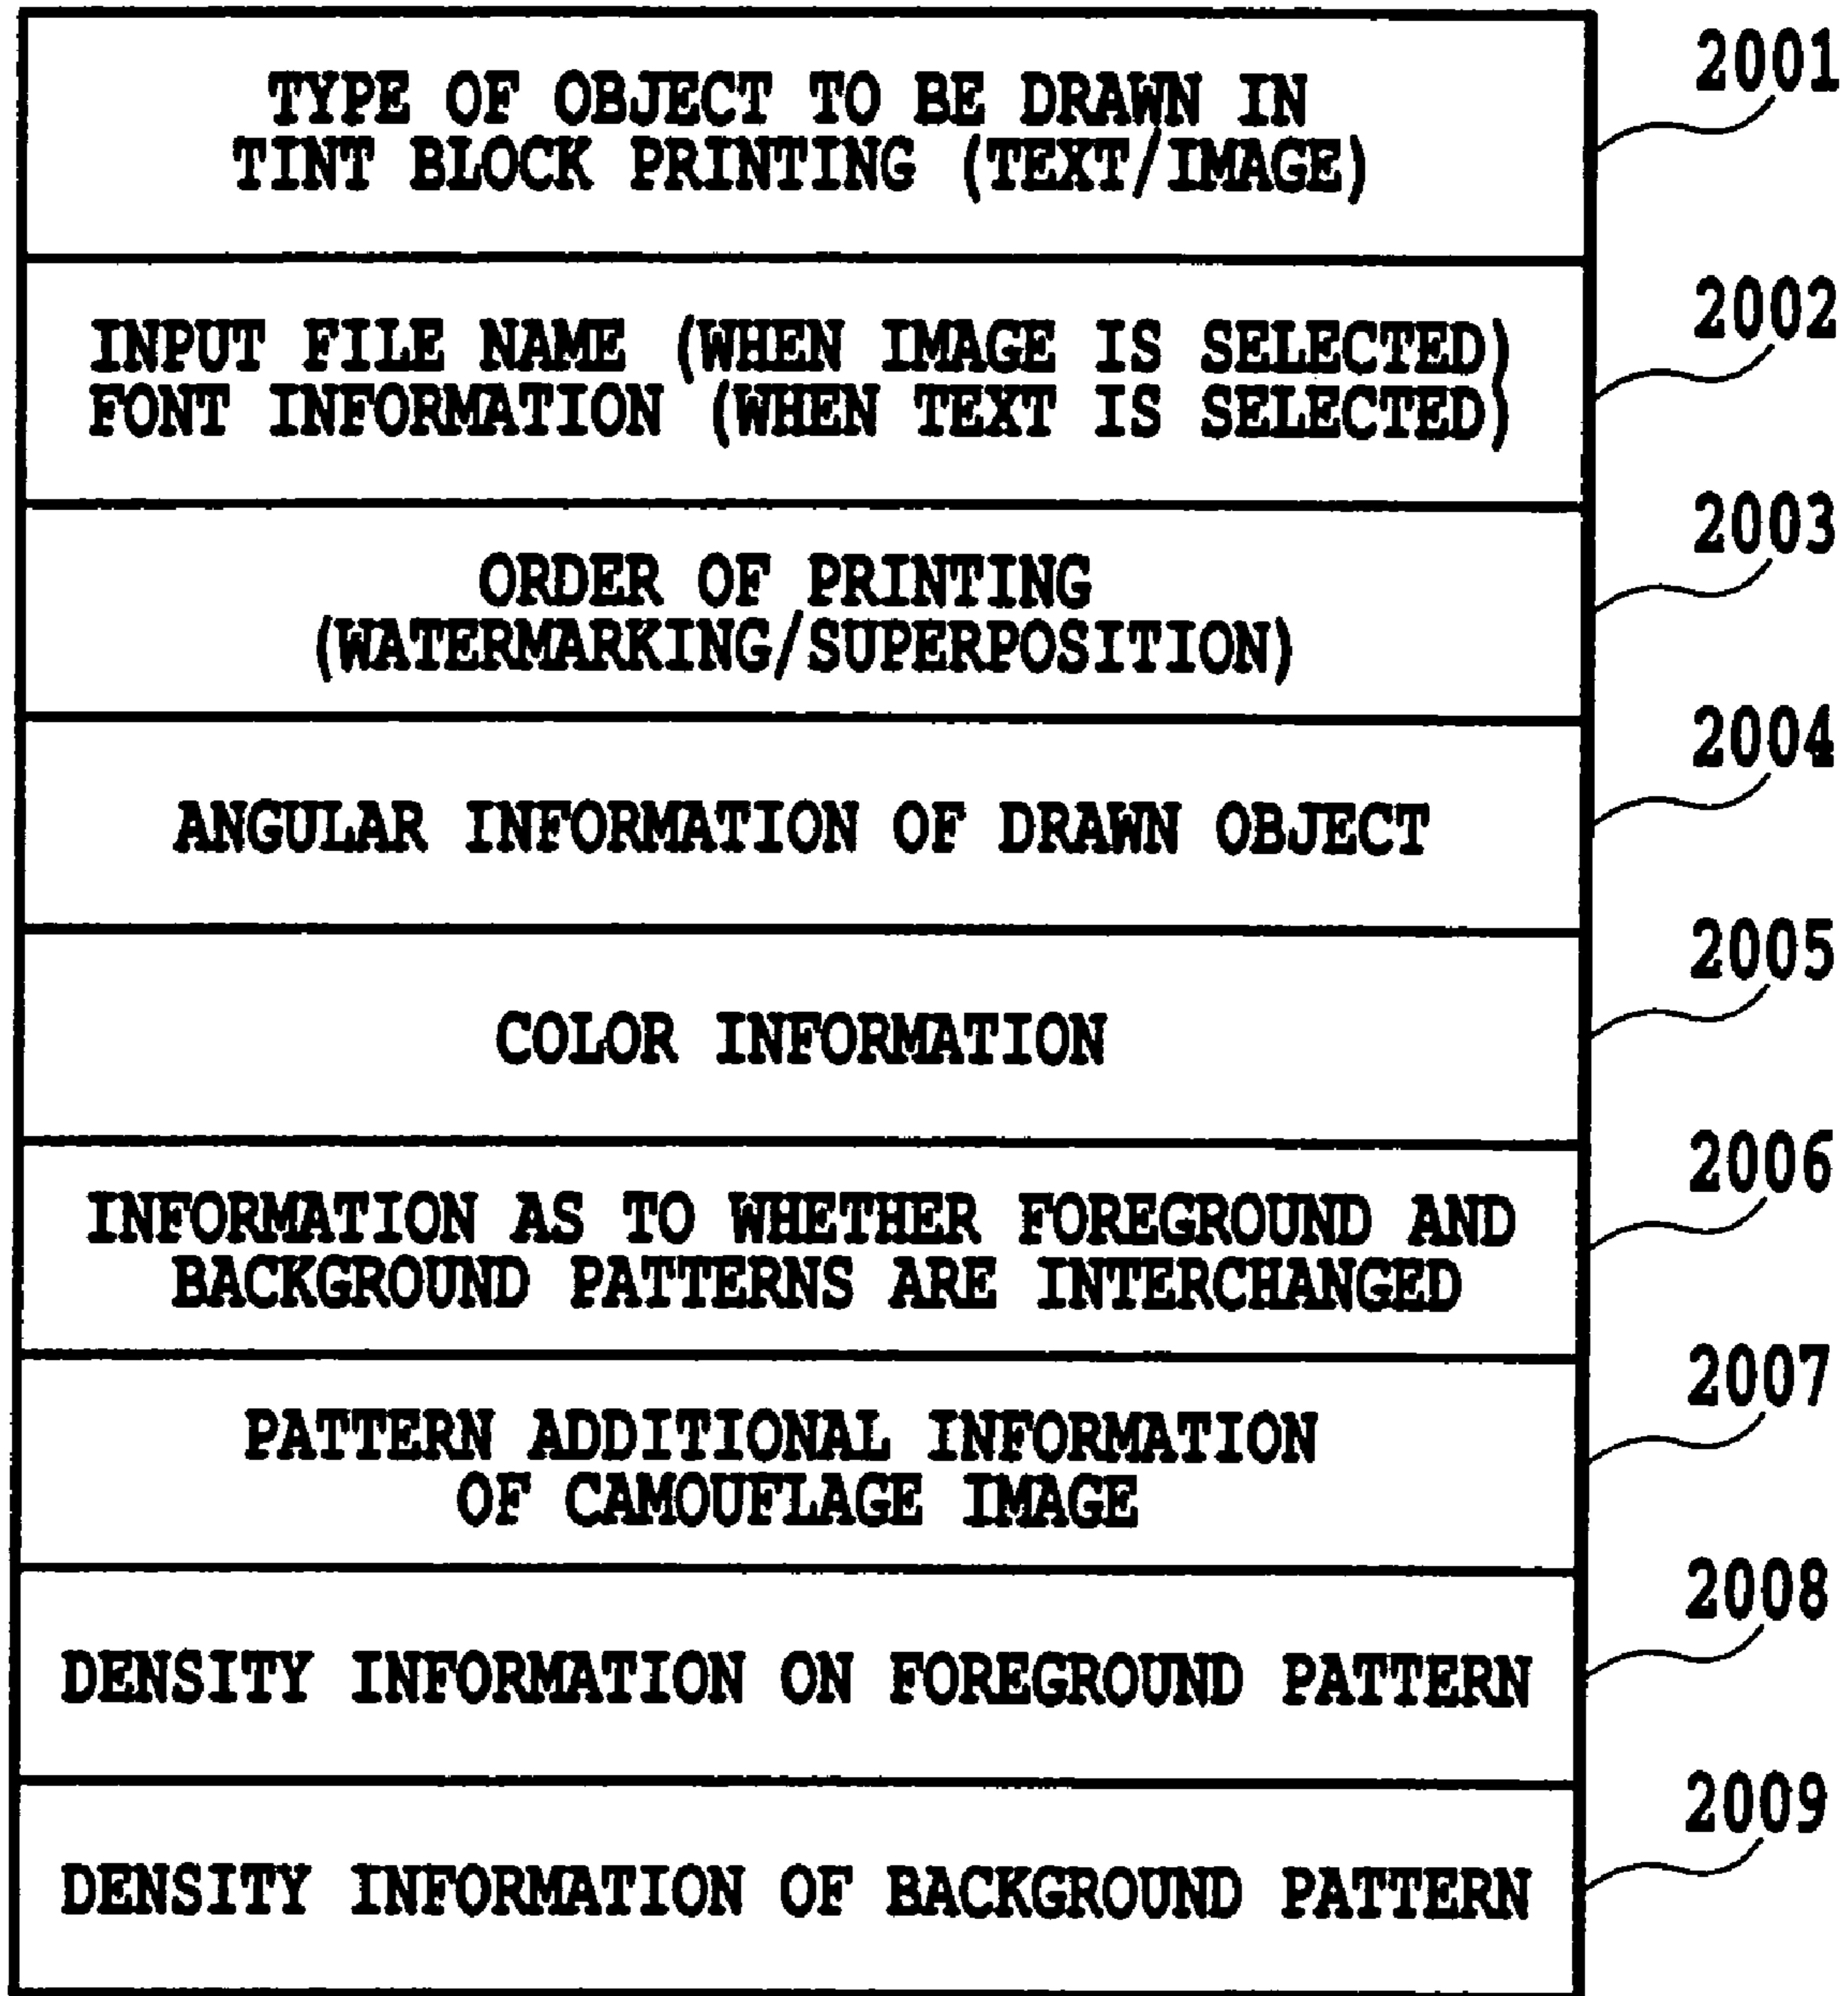 2001
TYPE OF OBJECT TO BE DRAWN IN
TINT BLOCK PRINTING (TEXT/IMAGE)
2002
INPUT FILE NAME (WHEN IMAGE IS SELECTED)
FONT INFORMATION (WHEN TEXT IS SELECTED)
2003
ORDER OF PRINTING
(WATERMARKING/SUPERPOSITION)
2004
ANGULAR INFORMATION OF DRAWN OBJECT
2005
COLOR INFORMATION
2006
INFORMATION AS TO WHETHER FOREGROUND AND
BACKGROUND PATTERNS ARE INTERCHANGED
2007
PATTERN ADDITIONAL INFORMATION
OF CAMOUFLAGE IMAGE
2008
DENSITY INFORMATION ON FOREGROUND PATTERN
2009
DENSITY INFORMATION OF BACKGROUND PATTERN